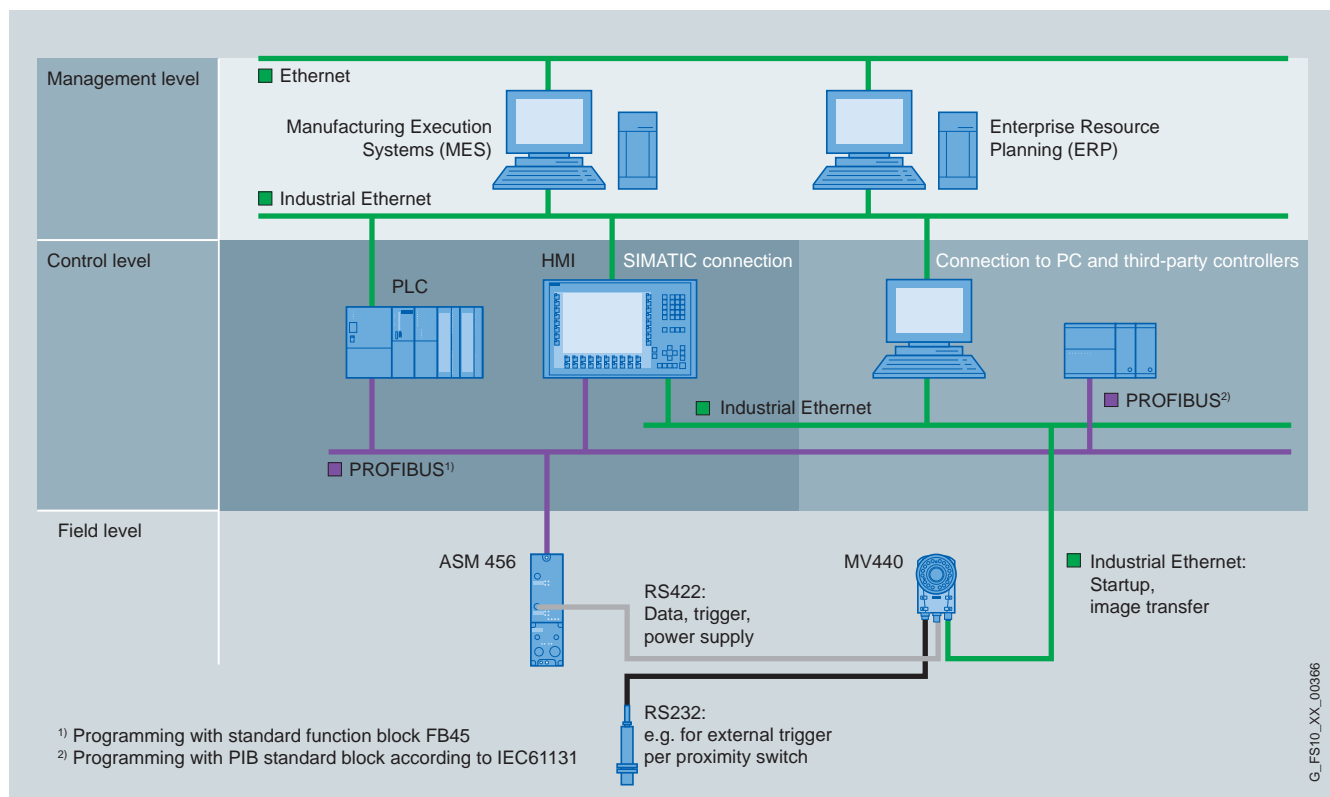 Management level
Ethernet
Manufacturing Execution
Systems (MES)
Enterprise Resource
Planning (ERP)
Industrial Ethernet
Control level
HMI
SIMATIC connection
Connection to PC and third-party controllers
PLC
Industrial Ethernet
PROFIBUS2)
PROFIBUS1)
Field level
ASM 456
MV440
Industrial Ethernet:
Startup,
image transfer
RS422:
Data, trigger,
power supply
RS232:
e.g. for external trigger
per proximity switch
1) Programming with standard function block FB45
2) Programming with PIB standard block according to IEC61131
G_FS10_XX_00366